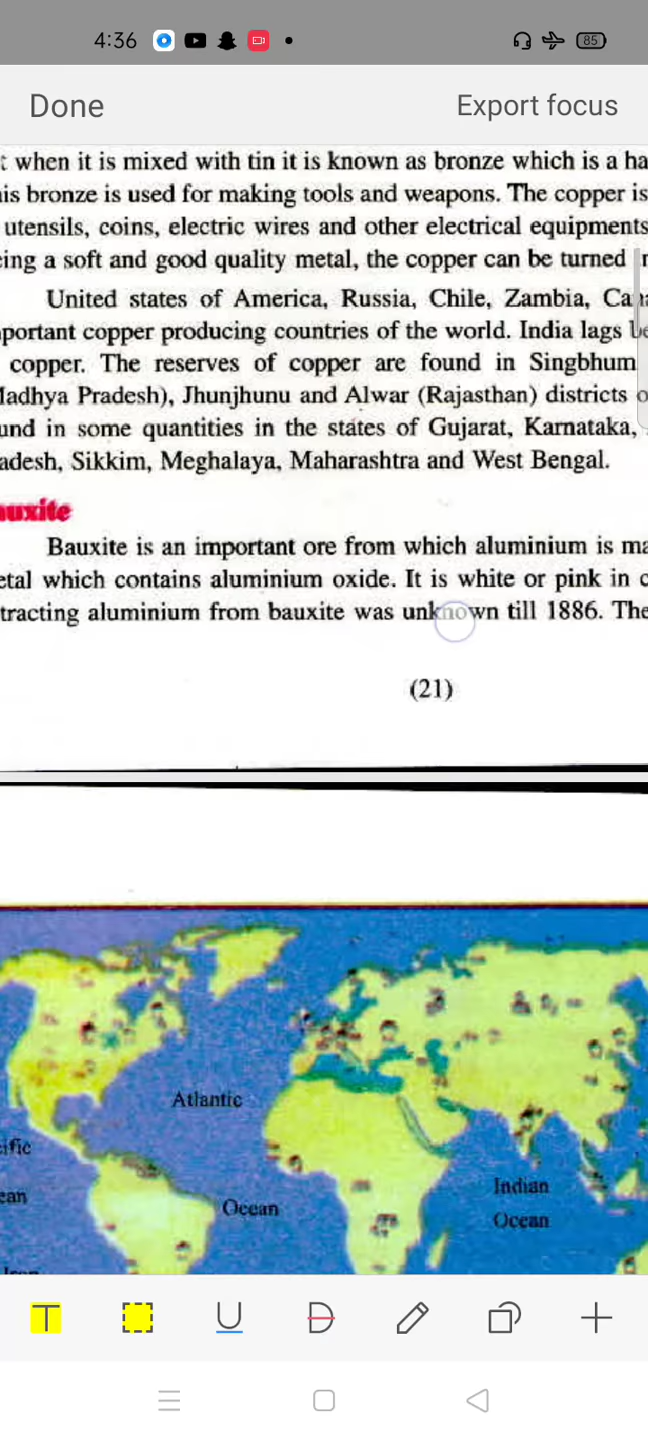 4:36
85
Done
Export focus
t when it is mixed with tin it is known as bronze which is a ha
is bronze is used for making tools and weapons. The copper is
utensils, coins, electric wires and other electrical equipments
ing a soft and good quality metal, the copper can be turned
United states of America, Russia, Chile, Zambia, Ca
portant copper producing countries of the world. India lags be
copper. The reserves of copper are found in Singbhum
adhya Pradesh), Jhunjhunu and Alwar (Rajasthan) districts o
und in some quantities in the states of Gujarat, Karnataka,
adesh, Sikkim, Meghalaya, Maharashtra and West Bengal.
auxite
Bauxite is an important ore from which aluminium is ma
etal which contains aluminium oxide. It is white or pink in c
tracting aluminium from bauxite was unknown till 1886. The
(21)
Atlantic
ific
Indian
ean
Ocean
Ocean
T
U
D